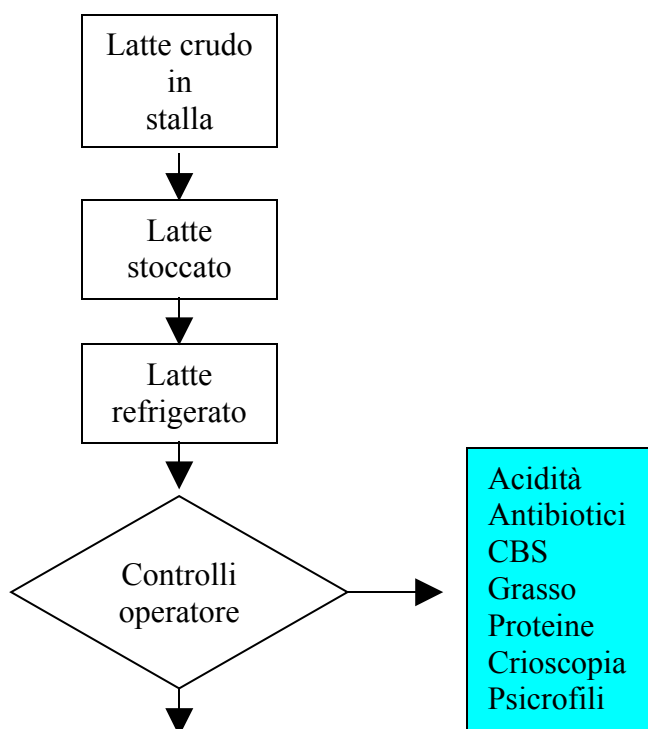 Latte crudo
in
stalla
Latte
stoccato
Latte
refrigerato
Controlli
operatore
Acidità
Antibiotici
CBS
Grasso
Proteine
Crioscopia
Psicrofili